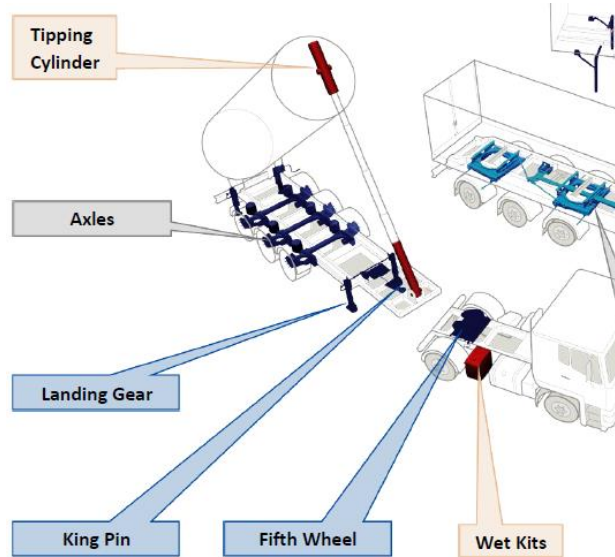 Tipping
Cylinder
Axles
Landing Gear
King Pin
Fifth Wheel
Wet Kits